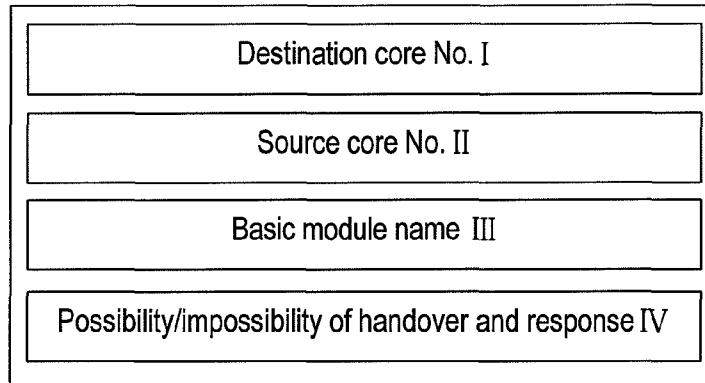 Destination core No. I
Source core No. II
Basic module name III
Possibility/impossibility of handover and response IV